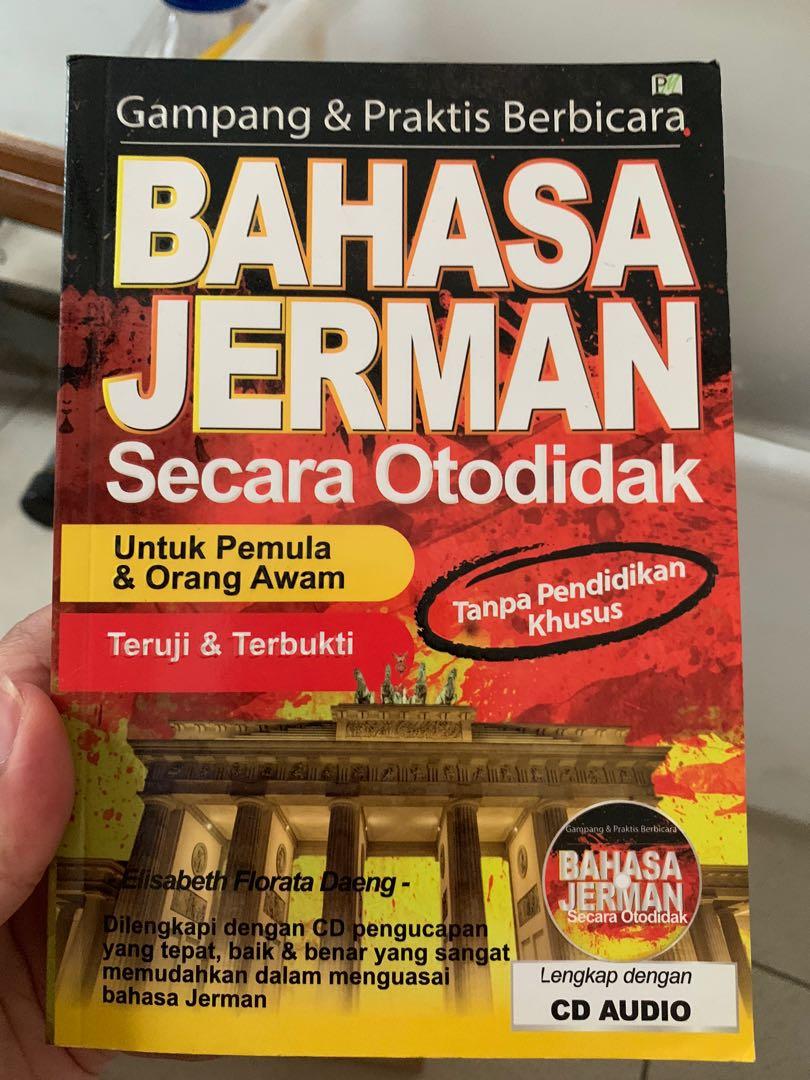 Gampang & Praktis Berbicara
BAHASA
JERMAN
Secara Otodidak
Untuk Pemula
& Orang Awam
Tanpa Pendidikan
Khusus
Teruji & Terbukti
-Elisabeth Florata Daeng-
Dilengkapi dengan CD pengucapan
yang tepat, baik & benar yang sangat
memudahkan dalam menguasai
bahasa Jerman
Gampang & Praktis Berbicara
BAHASA
JERMAN
Secara Otodidak
Lengkap dengan
CD AUDIO